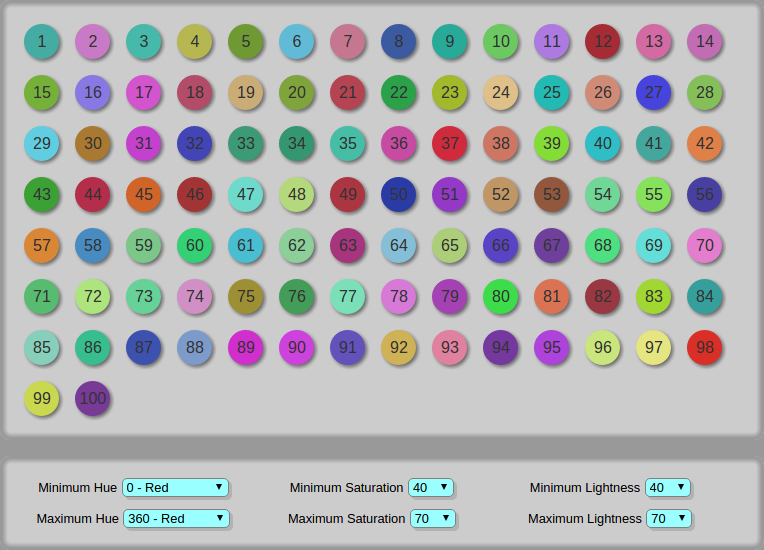 1 2 3 4 5 6 7 8 9 10 11 12 13 14
15 16 17 18 19 20 21 22 23 24 25 26 27 28
29 30 31 32 33 34 35 36 37 38 39 40 41 42
43 44 45 46 47 48 49 50 51 52 53 54 55 56
57 58 59 60 61 62 63 64 65 66 67 68 69 70
71 72 73 74 75 76 77 78 79 80 81 82 83 84
85 86 87 88 89 90 91 92 93 94 95 96 97 98
99 100
Minimum Hue 0 - Red Minimum Saturation 40 Minimum Lightness 40
Maximum Hue 360 - Red Maximum Saturation 70 Maximum Lightness 70